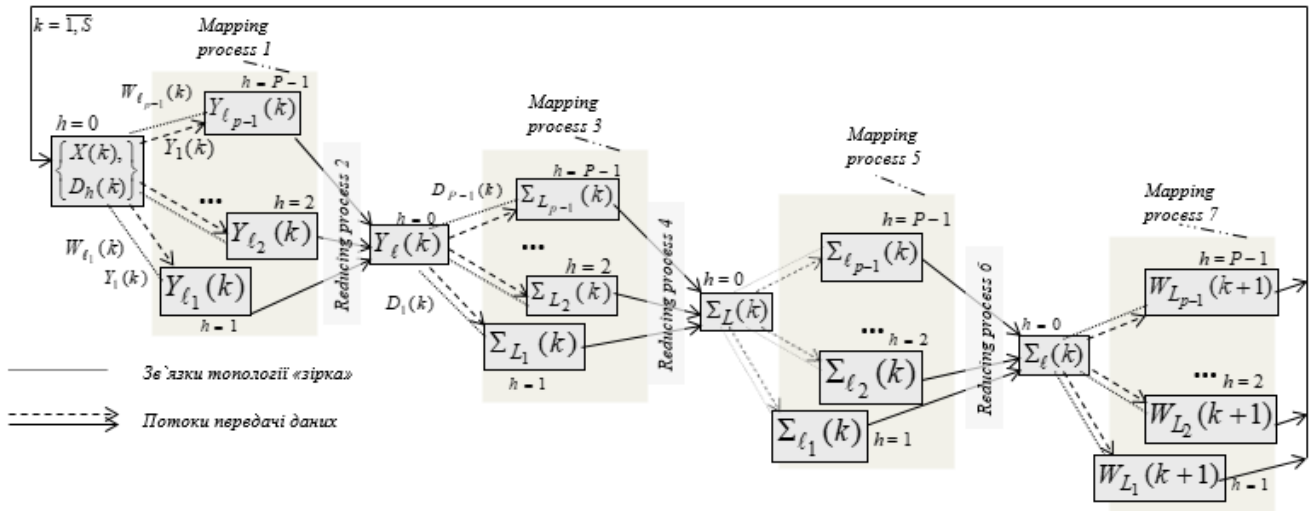 k = 1,S
Mapping
process 1
h = P − 1
W_{ℓ_{p−1}}(k)
Y_{ℓ_{p−1}}(k)
h = 0
{X(k),
D_h(k)}
Y_1(k)
...
h = 2
Y_{ℓ_2}(k)
W_{ℓ_1}(k)
Y_1(k)
Y_{ℓ_1}(k)
h = 1
Reducing process 2
h = 0
Y_ℓ(k)
Mapping
process 3
h = P − 1
D_{P−1}(k)
Σ_{L_{p−1}}(k)
...
h = 2
Σ_{L_2}(k)
D_1(k)
Σ_{L_1}(k)
h = 1
Reducing process 4
h = 0
Σ_L(k)
Mapping
process 5
h = P − 1
Σ_{ℓ_{p−1}}(k)
...
h = 2
Σ_{ℓ_2}(k)
Σ_{ℓ_1}(k)
h = 1
Reducing process 6
h = 0
Σ_ℓ(k)
Mapping
process 7
h = P − 1
W_{L_{p−1}}(k+1)
...
h = 2
W_{L_2}(k+1)
W_{L_1}(k+1)
h = 1
Зв`язки топології «зірка»
Потоки передачі даних